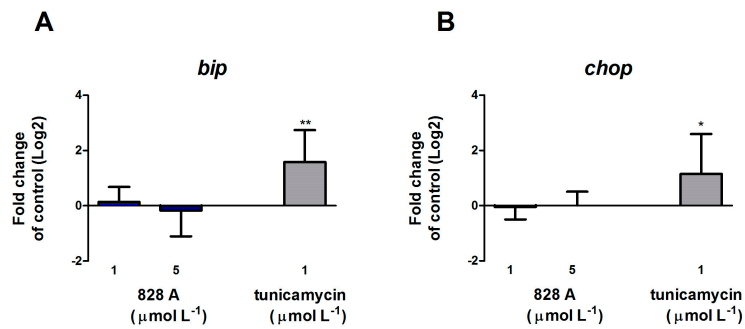 A
bip
Fold change
of control (Log2)
4
2
0
-2
**
1
5
1
828 A
(μmol L-1)
tunicamycin
(μmol L-1)
B
chop
Fold change
of control (Log2)
4
2
0
-2
*
1
5
1
828 A
(μmol L-1)
tunicamycin
(μmol L-1)